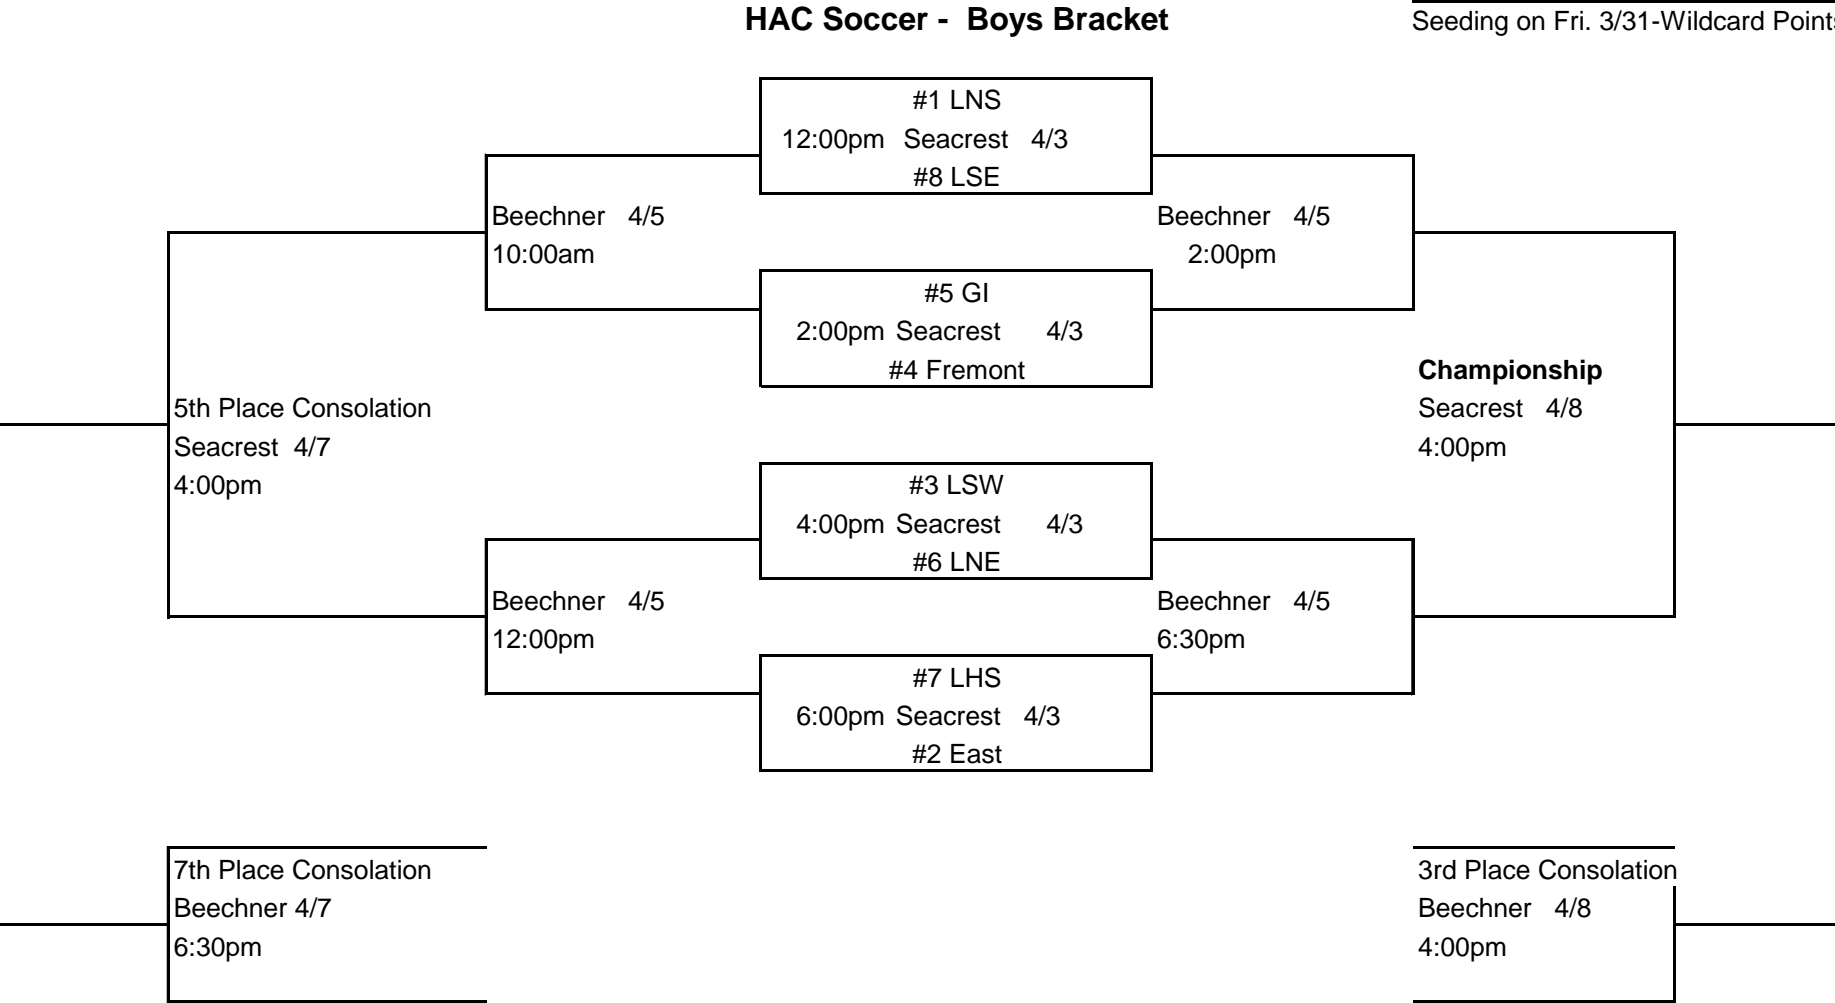 HAC Soccer - Boys Bracket
Seeding on Fri. 3/31-Wildcard Points
#1 LNS
12:00pm Seacrest 4/3
#8 LSE
Beechner 4/5
10:00am
Beechner 4/5
2:00pm
#5 GI
2:00pm Seacrest 4/3
#4 Fremont
5th Place Consolation
Seacrest 4/7
4:00pm
Championship
Seacrest 4/8
4:00pm
#3 LSW
4:00pm Seacrest 4/3
#6 LNE
Beechner 4/5
12:00pm
Beechner 4/5
6:30pm
#7 LHS
6:00pm Seacrest 4/3
#2 East
7th Place Consolation
Beechner 4/7
6:30pm
3rd Place Consolation
Beechner 4/8
4:00pm